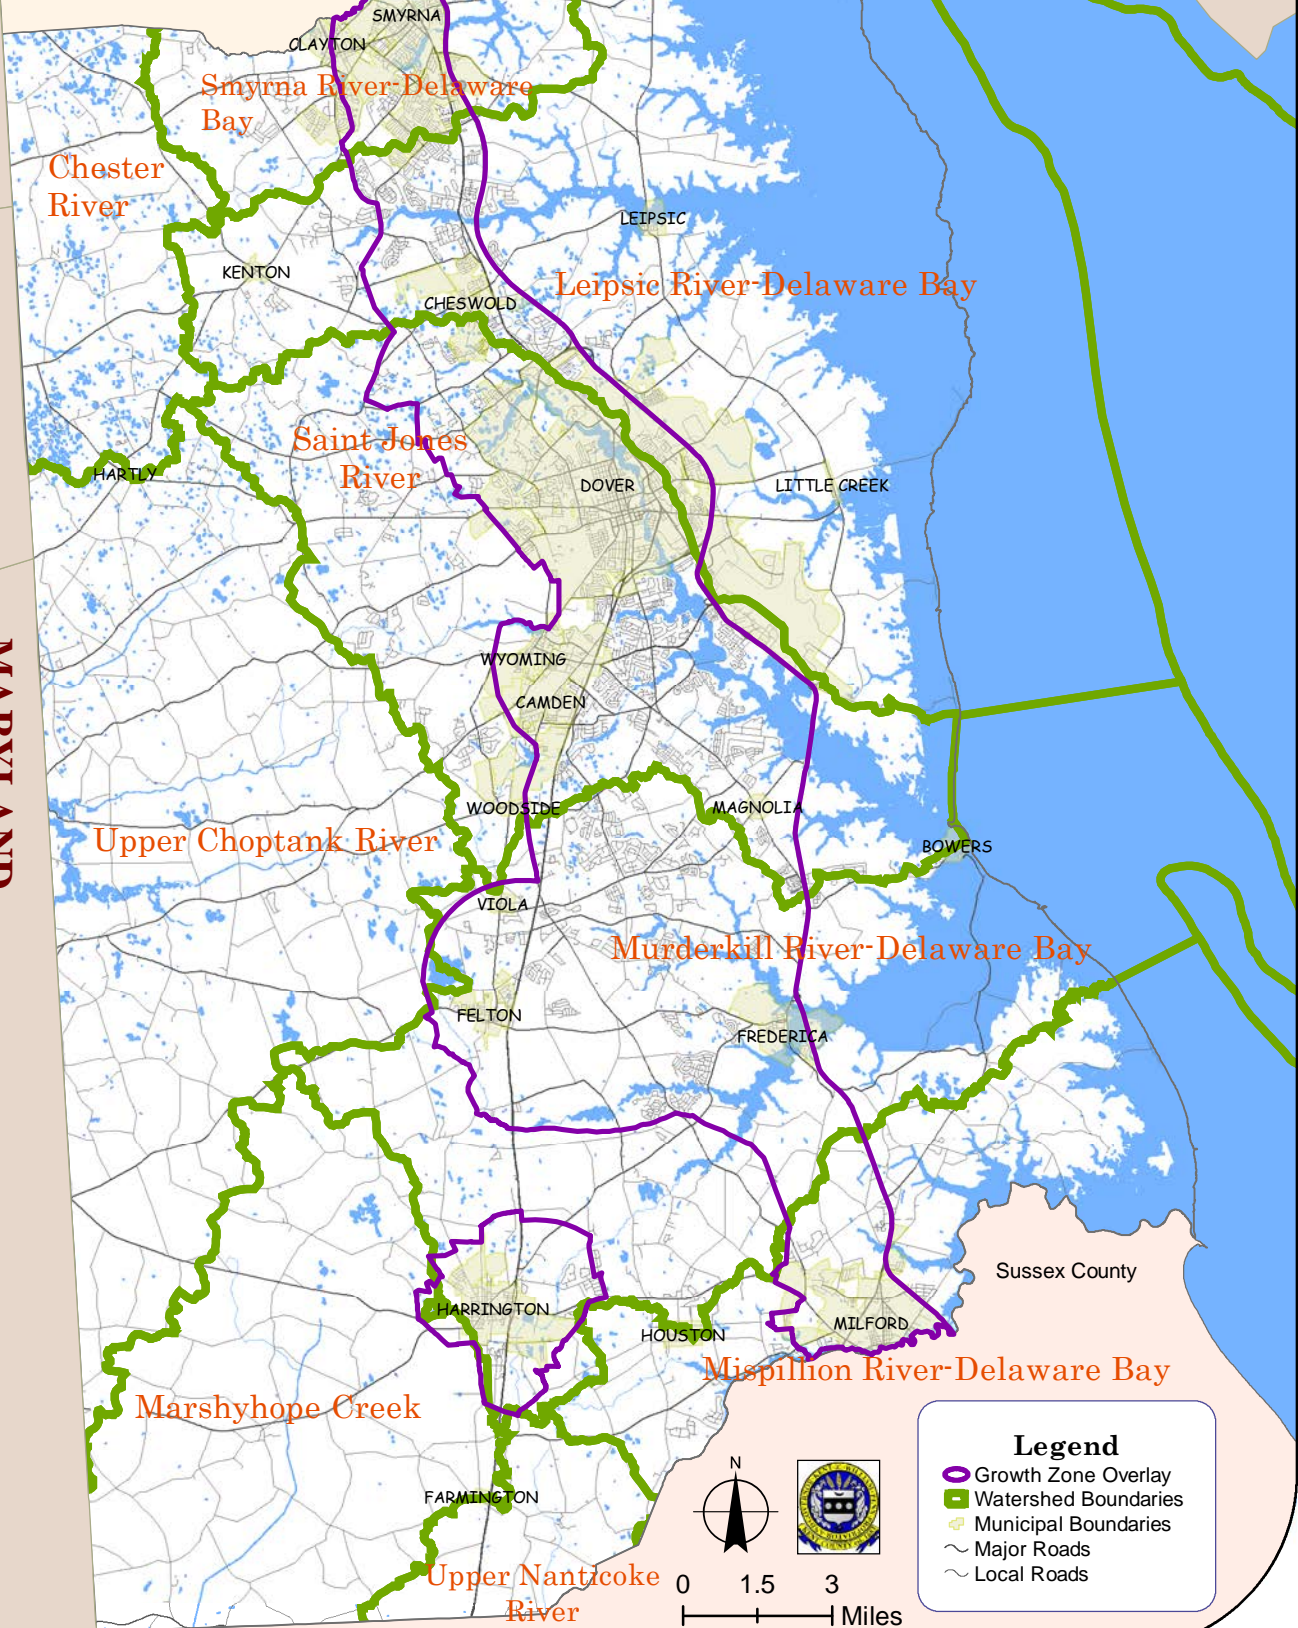 SMYRNA
CLAYTON
Smyrna River-Delaware
Bay
Chester
River
LEIPSIC
KENTON
Leipsic River-Delaware Bay
CHESWOLD
Saint Jones
River
HARTLY
DOVER
LITTLE CREEK
MARYLAND
WYOMING
CAMDEN
WOODSIDE
MAGNOLIA
Upper Choptank River
BOWERS
VIOLA
Murderkill River-Delaware Bay
FELTON
FREDERICA
Sussex County
HARRINGTON
MILFORD
HOUSTON
Mispillion River-Delaware Bay
Marshyhope Creek
FARMINGTON
Upper Nanticoke
River
N
0 1.5 3
Miles
Legend
Growth Zone Overlay
Watershed Boundaries
Municipal Boundaries
Major Roads
Local Roads